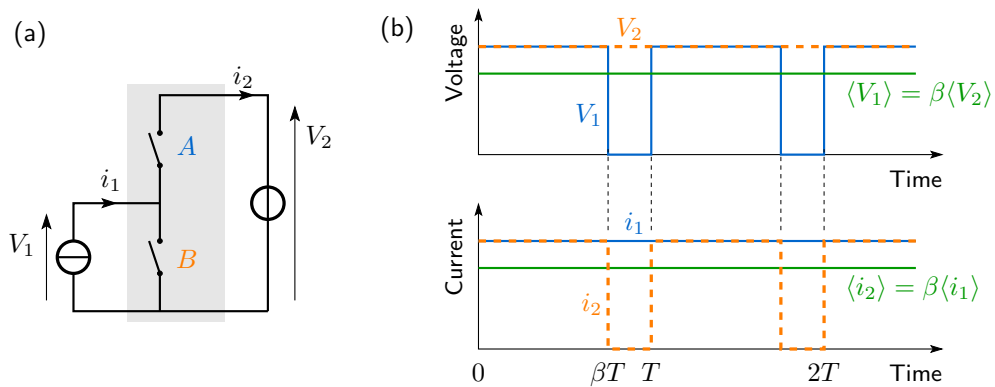 (a)
i₂
A
V₂
i₁
V₁
B
(b)
Voltage
V₂
⟨V₁⟩ = β⟨V₂⟩
V₁
Time
i₁
Current
⟨i₂⟩ = β⟨i₁⟩
i₂
0 βT T 2T Time